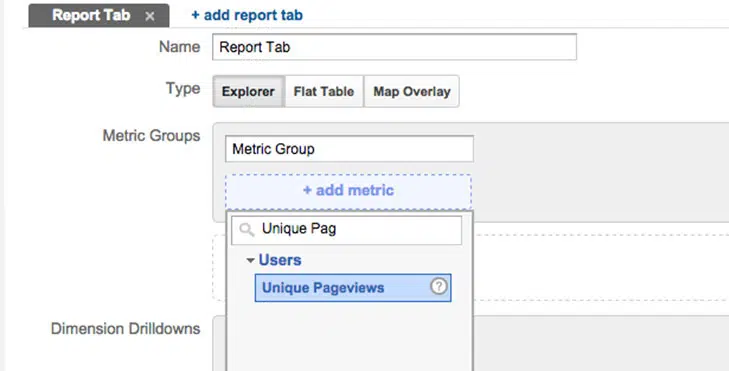 Report Tab × + add report tab
Name Report Tab
Type Explorer Flat Table Map Overlay
Metric Groups Metric Group
+ add metric
Unique Pag
Users
Unique Pageviews ?
Dimension Drilldowns